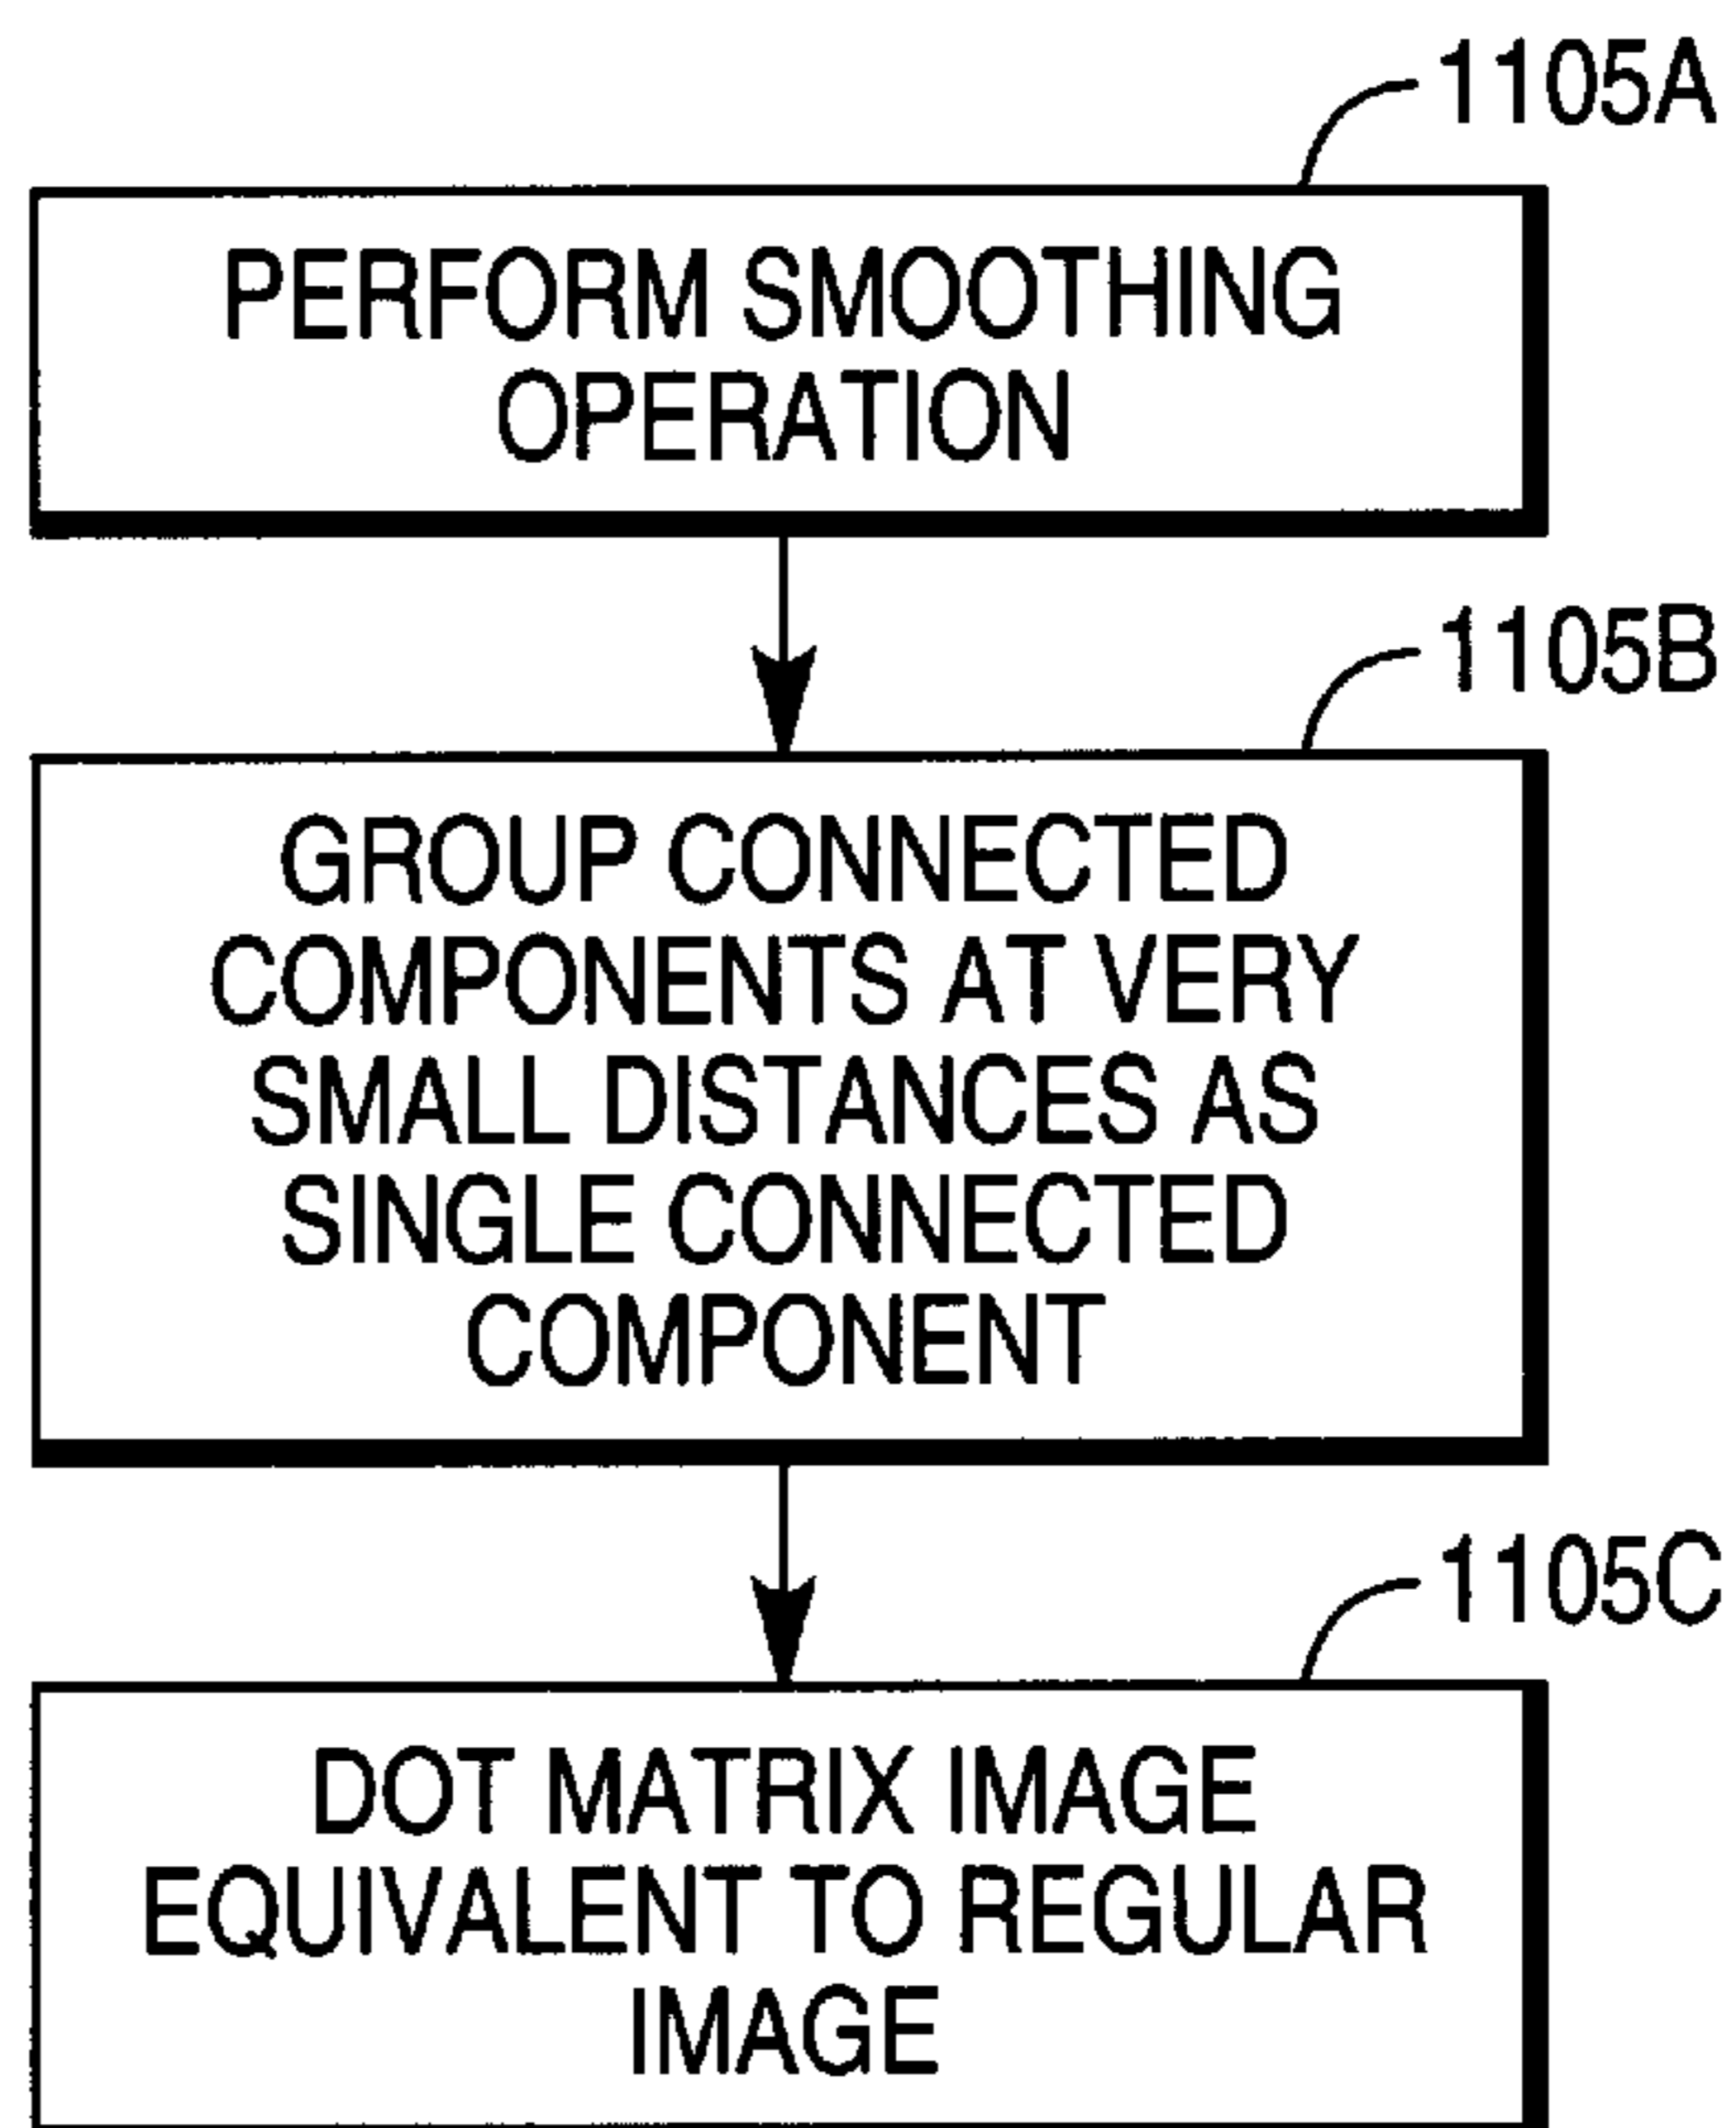 1105A
PERFORM SMOOTHING
OPERATION
1105B
GROUP CONNECTED
COMPONENTS AT VERY
SMALL DISTANCES AS
SINGLE CONNECTED
COMPONENT
1105C
DOT MATRIX IMAGE
EQUIVALENT TO REGULAR
IMAGE